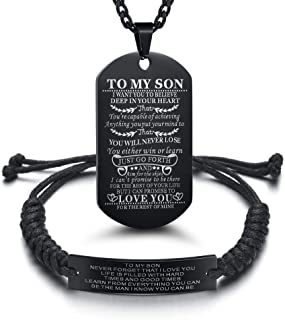 TO MY SON
I WANT YOU TO BELIEVE
DEEP IN YOUR HEART
That
You're capable of achieving
Anything you put your mind to
That
YOU WILL NEVER LOSE
You either win or learn
JUST GO FORTH
AND
Aim for the skies
I can't promise to be there
FOR THE REST OF YOUR LIFE
BUT I CAN PROMISE TO
LOVE YOU
FOR THE REST OF MINE
TO MY SON
NEVER FORGET THAT I LOVE YOU
LIFE IS FILLED WITH HARD
TIMES AND GOOD TIMES
LEARN FROM EVERYTHING YOU CAN
BE THE MAN I KNOW YOU CAN BE